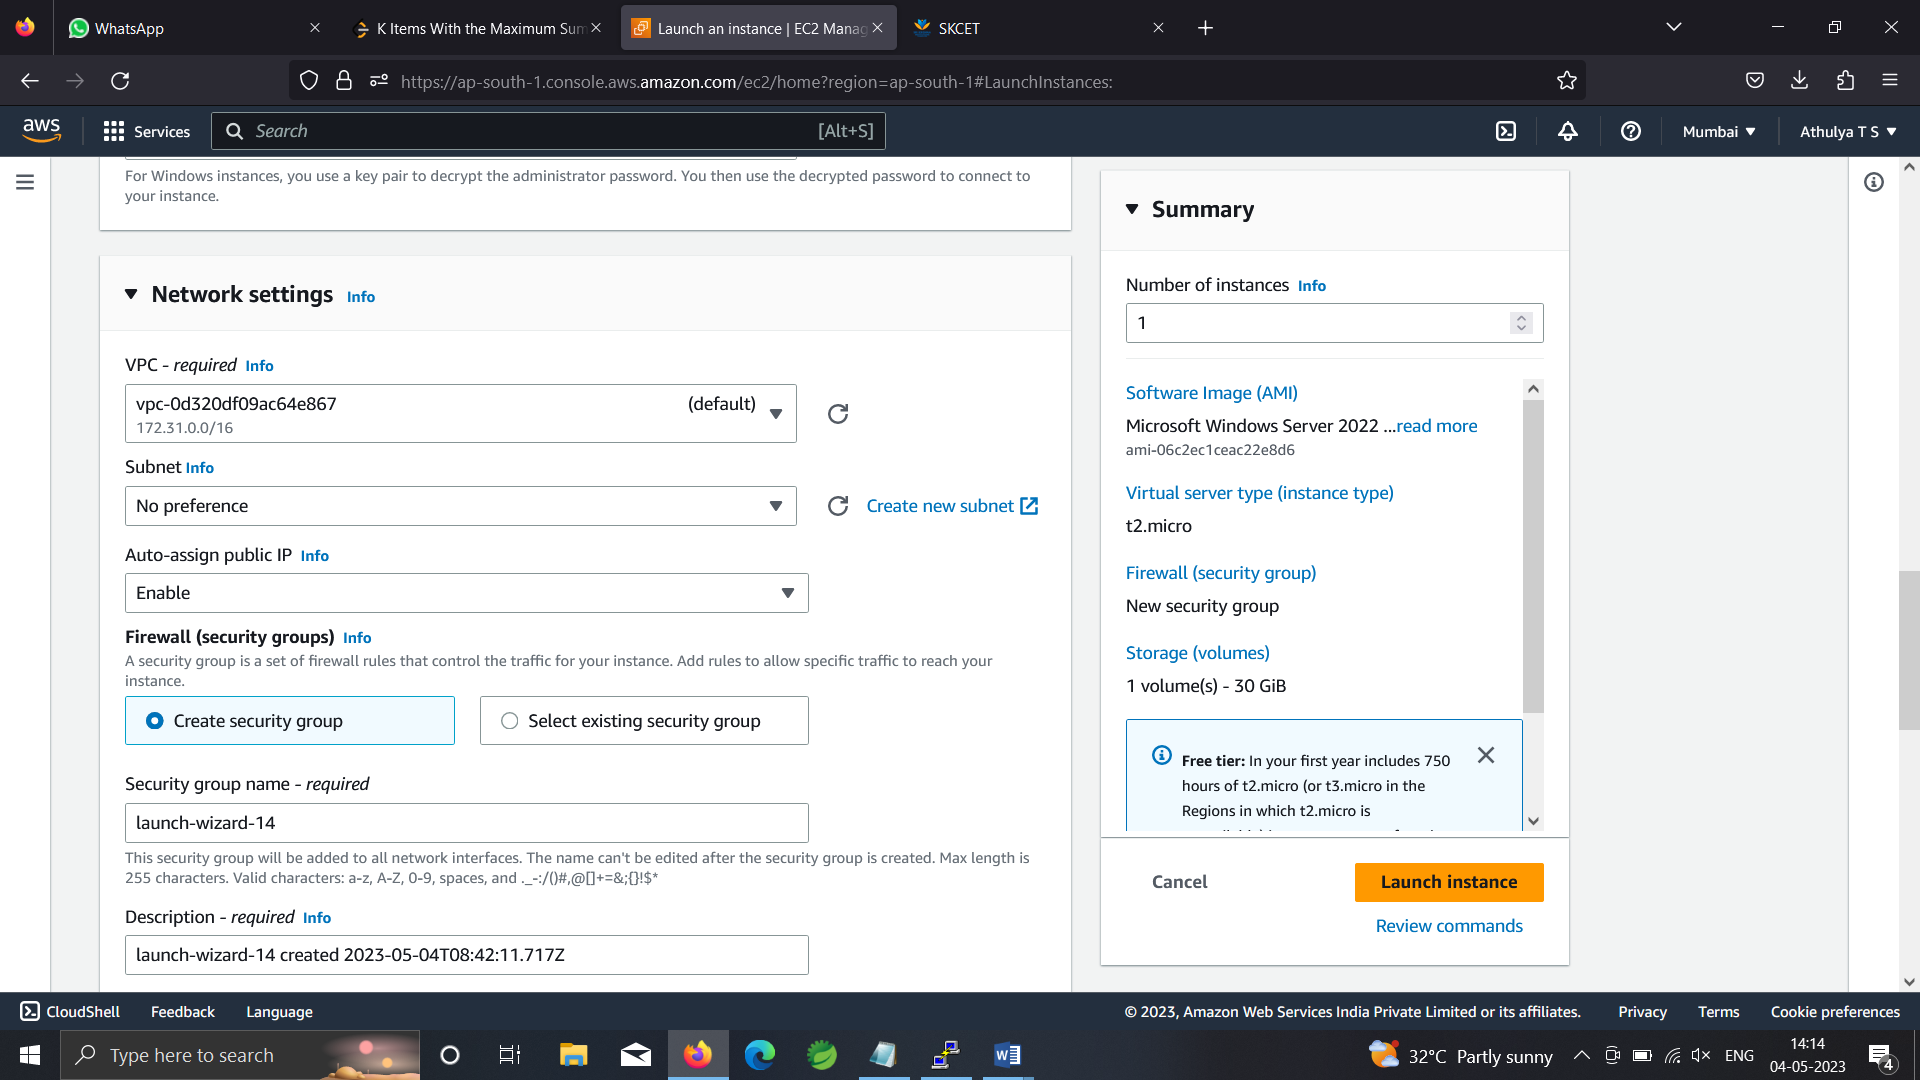 WhatsApp
K Items With the Maximum Sum
Launch an instance | EC2 Manag
SKCET
https://ap-south-1.console.aws.amazon.com/ec2/home?region=ap-south-1#LaunchInstances:
aws
Services
Search
[Alt+S]
Mumbai
Athulya T S
For Windows instances, you use a key pair to decrypt the administrator password. You then use the decrypted password to connect to
your instance.
Network settings Info
VPC - required Info
vpc-0d320df09ac64e867 (default)
172.31.0.0/16
Subnet Info
No preference
Create new subnet
Auto-assign public IP Info
Enable
Firewall (security groups) Info
A security group is a set of firewall rules that control the traffic for your instance. Add rules to allow specific traffic to reach your
instance.
Create security group
Select existing security group
Security group name - required
launch-wizard-14
This security group will be added to all network interfaces. The name can't be edited after the security group is created. Max length is
255 characters. Valid characters: a-z, A-Z, 0-9, spaces, and ._-:/()#,@[]+=&;{}!$*
Description - required Info
launch-wizard-14 created 2023-05-04T08:42:11.717Z
Summary
Number of instances Info
1
Software Image (AMI)
Microsoft Windows Server 2022 ...read more
ami-06c2ec1ceac22e8d6
Virtual server type (instance type)
t2.micro
Firewall (security group)
New security group
Storage (volumes)
1 volume(s) - 30 GiB
Free tier: In your first year includes 750
hours of t2.micro (or t3.micro in the
Regions in which t2.micro is
Cancel
Launch instance
Review commands
CloudShell
Feedback
Language
© 2023, Amazon Web Services India Private Limited or its affiliates.
Privacy
Terms
Cookie preferences
Type here to search
32°C Partly sunny
ENG
14:14
04-05-2023
4